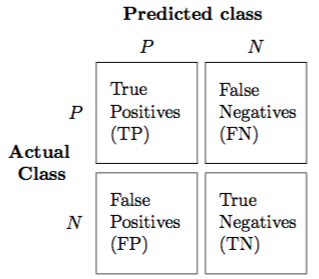 Predicted class
P N
True False
Positives Negatives
(TP) (FN)
P
Actual
Class
False True
Positives Negatives
(FP) (TN)
N